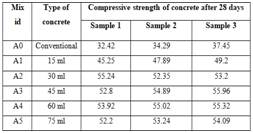 Mix id Type of concrete Compressive strength of concrete after 28 days
Sample 1 Sample 2 Sample 3
A0 Conventional 32.42 34.29 37.45
A1 15 ml 45.25 47.89 49.2
A2 30 ml 55.24 52.35 53.2
A3 45 ml 52.8 54.89 55.96
A4 60 ml 53.92 55.02 55.32
A5 75 ml 52.2 53.24 54.09